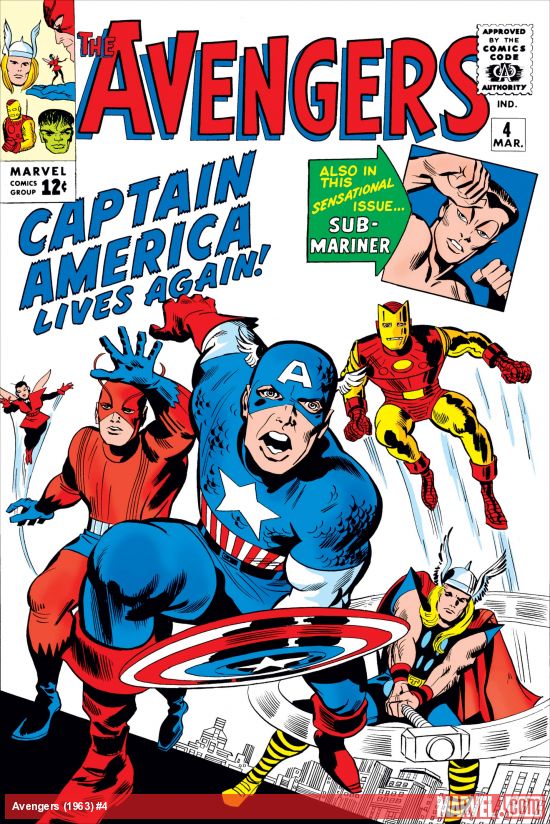 THE
AVENGERS
APPROVED
BY THE
COMICS
CODE
CA
AUTHORITY
IND.
4
MAR.
MARVEL
COMICS
GROUP
12¢
CAPTAIN
AMERICA
LIVES AGAIN!
ALSO IN
THIS
SENSATIONAL
ISSUE...
SUB-
MARINER
A
Avengers (1963) #4
MARVEL.COM